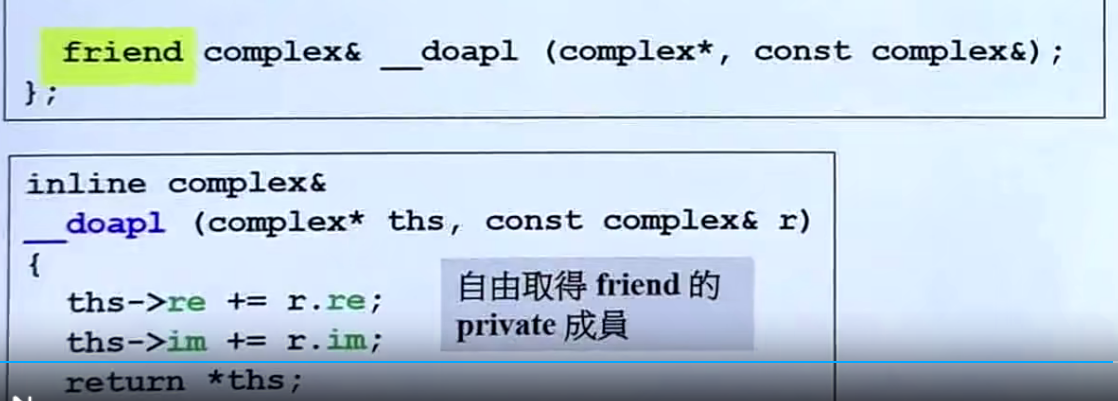 friend complex& __doapl (complex*, const complex&);
};
inline complex&
__doapl (complex* ths, const complex& r)
{
ths->re += r.re;
ths->im += r.im;
return *ths;
自由取得 friend 的
private 成員